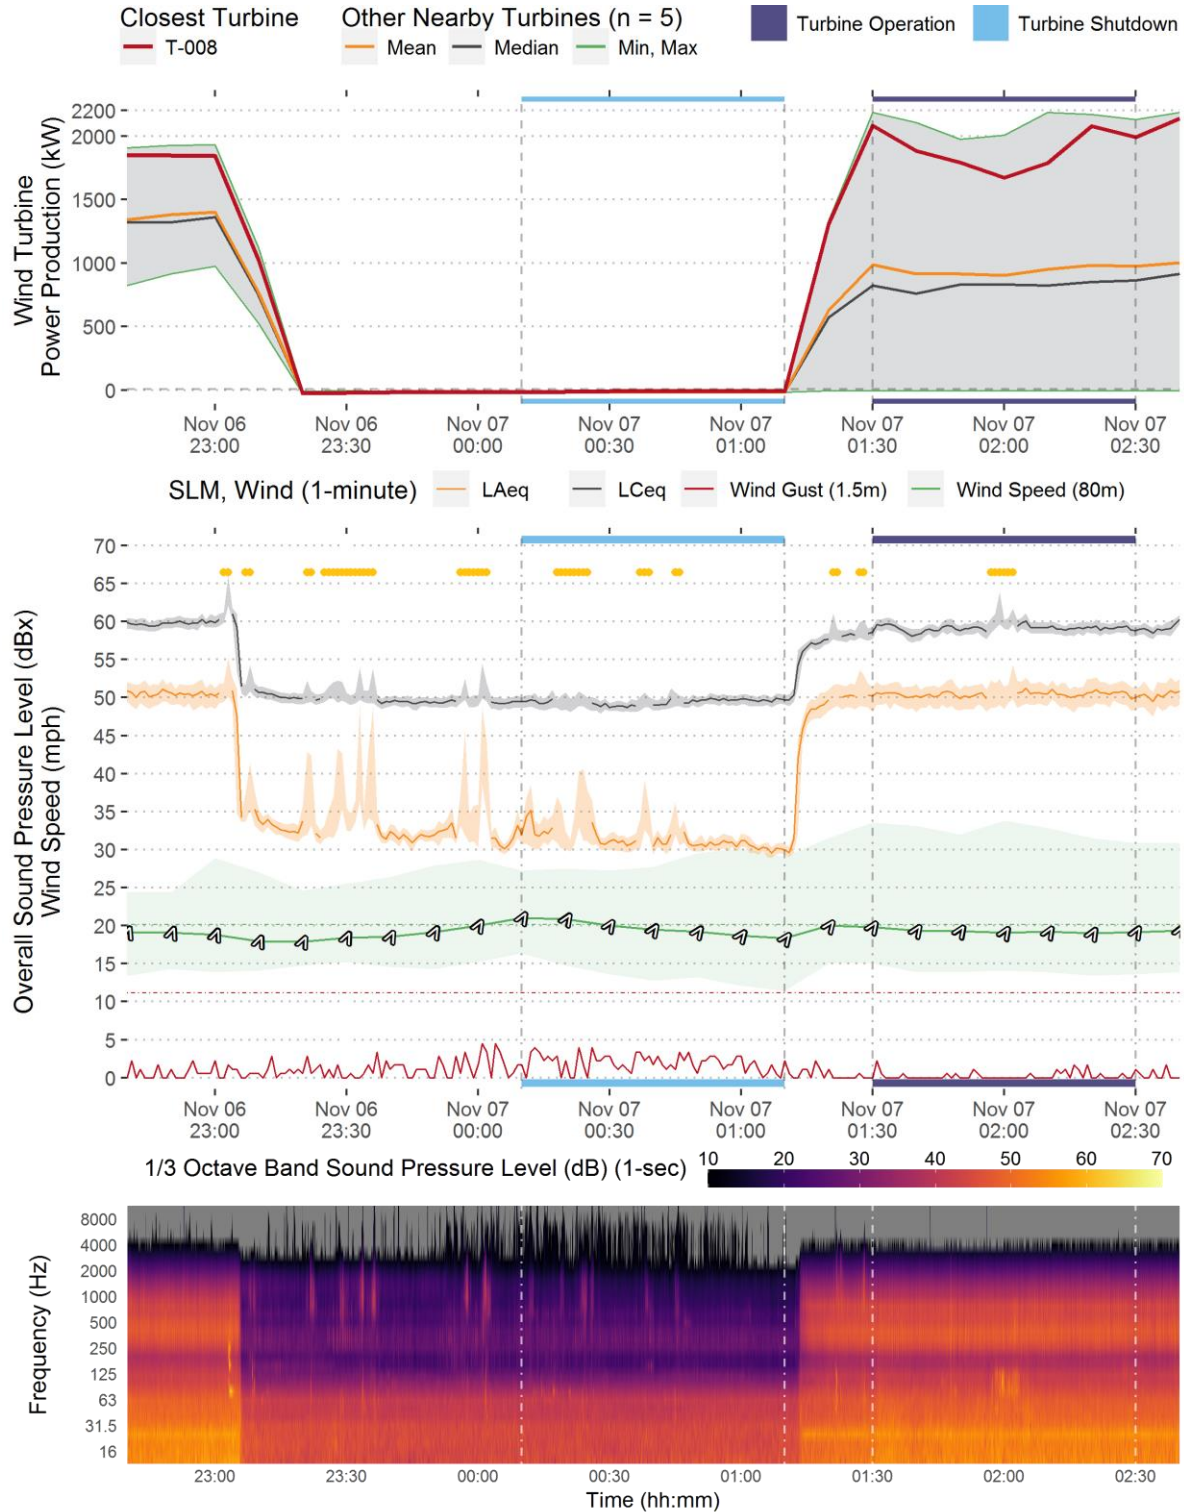 Closest Turbine Other Nearby Turbines (n = 5) Turbine Operation Turbine Shutdown
T-008 Mean Median Min, Max
Wind Turbine
Power Production (kW)
2200
2000
1500
1000
500
0
Nov 06 Nov 06 Nov 07 Nov 07 Nov 07 Nov 07 Nov 07 Nov 07
23:00 23:30 00:00 00:30 01:00 01:30 02:00 02:30
SLM, Wind (1-minute) LAeq LCeq Wind Gust (1.5m) Wind Speed (80m)
Overall Sound Pressure Level (dBx)
Wind Speed (mph)
70
65
60
55
50
45
40
35
30
25
20
15
10
5
0
Nov 06 Nov 06 Nov 07 Nov 07 Nov 07 Nov 07 Nov 07 Nov 07
23:00 23:30 00:00 00:30 01:00 01:30 02:00 02:30
1/3 Octave Band Sound Pressure Level (dB) (1-sec)
10 20 30 40 50 60 70
Frequency (Hz)
8000
4000
2000
1000
500
250
125
63
31.5
16
23:00 23:30 00:00 00:30 01:00 01:30 02:00 02:30
Time (hh:mm)